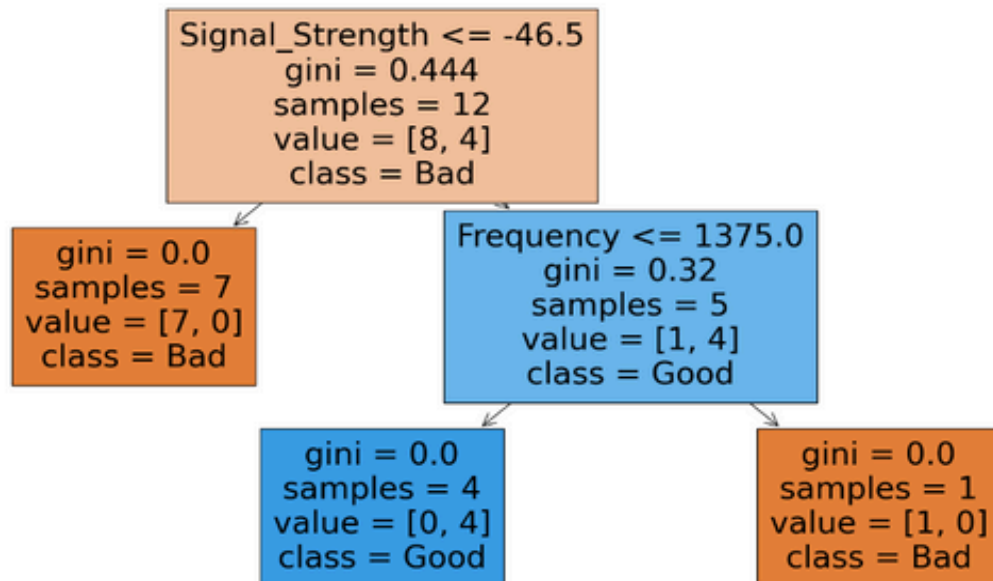 Signal_Strength <= -46.5
gini = 0.444
samples = 12
value = [8, 4]
class = Bad
gini = 0.0
samples = 7
value = [7, 0]
class = Bad
Frequency <= 1375.0
gini = 0.32
samples = 5
value = [1, 4]
class = Good
gini = 0.0
samples = 4
value = [0, 4]
class = Good
gini = 0.0
samples = 1
value = [1, 0]
class = Bad